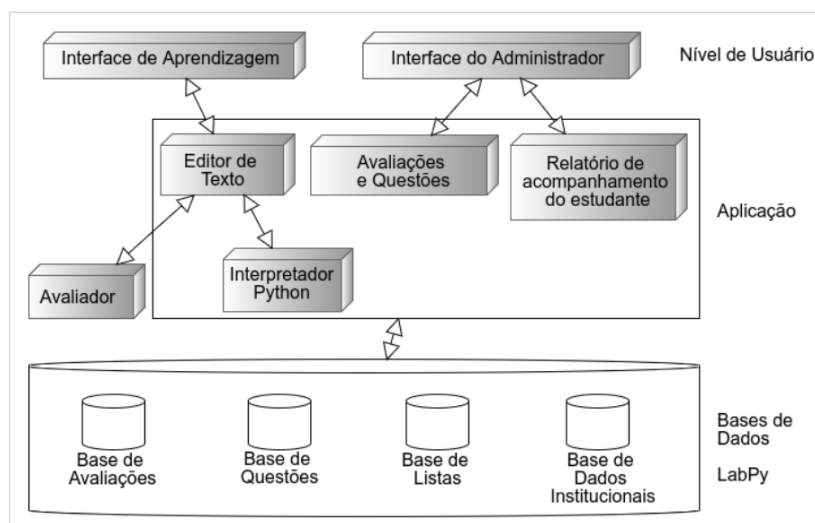 Interface de Aprendizagem
Interface do Administrador
Nível de Usuário
Editor de
Texto
Avaliações
e Questões
Relatório de
acompanhamento
do estudante
Aplicação
Avaliador
Interpretador
Python
Base de
Avaliações
Base de
Questões
Base de
Listas
Base de
Dados
Institucionais
Bases de
Dados
LabPy